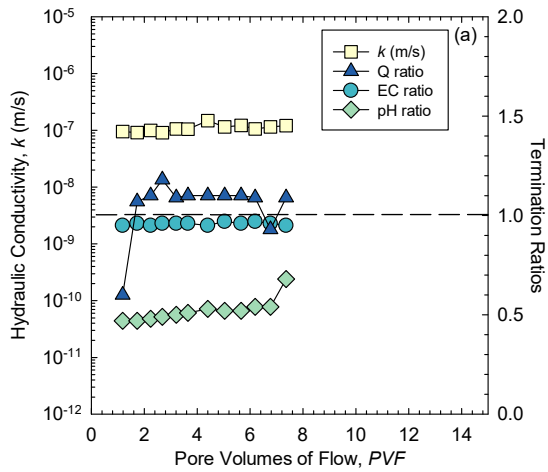 (a)
k (m/s)
Q ratio
EC ratio
pH ratio
Hydraulic Conductivity, k (m/s)
10⁻⁵
10⁻⁶
10⁻⁷
10⁻⁸
10⁻⁹
10⁻¹⁰
10⁻¹¹
10⁻¹²
2.0
1.5
1.0
0.5
0.0
Termination Ratios
0 2 4 6 8 10 12 14
Pore Volumes of Flow, PVF